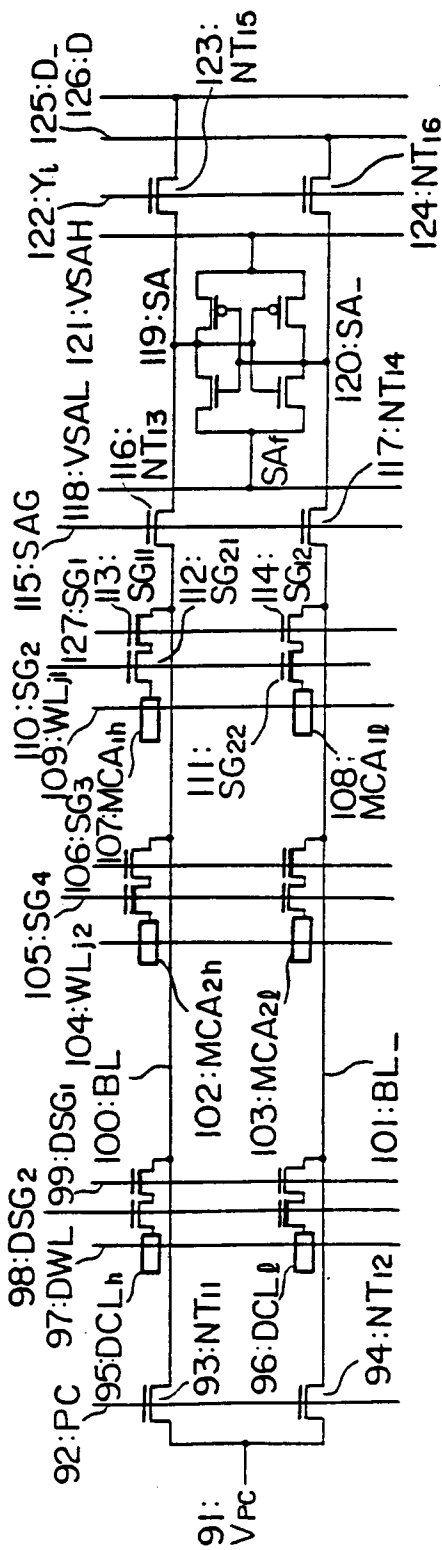 91:
VPC
92:PC
93:NT11
94:NT12
95:DCLh
96:DCLℓ
97:DWL
98:DSG2
99:DSG1
100:BL
101:BL_
102:MCA2h
103:MCA2ℓ
104:WLj2
105:SG4
106:SG3
107:MCA1h
108:
MCA1ℓ
109:WLj1
110:SG2
111:
SG22
127:SG1
113:
SG11
112:
SG21
114:
SG12
115:SAG
116:
NT13
117:NT14
118:VSAL
SAf
119:SA
120:SA_
121:VSAH
122:Yi
123:
NT15
124:NT16
125:D_
126:D